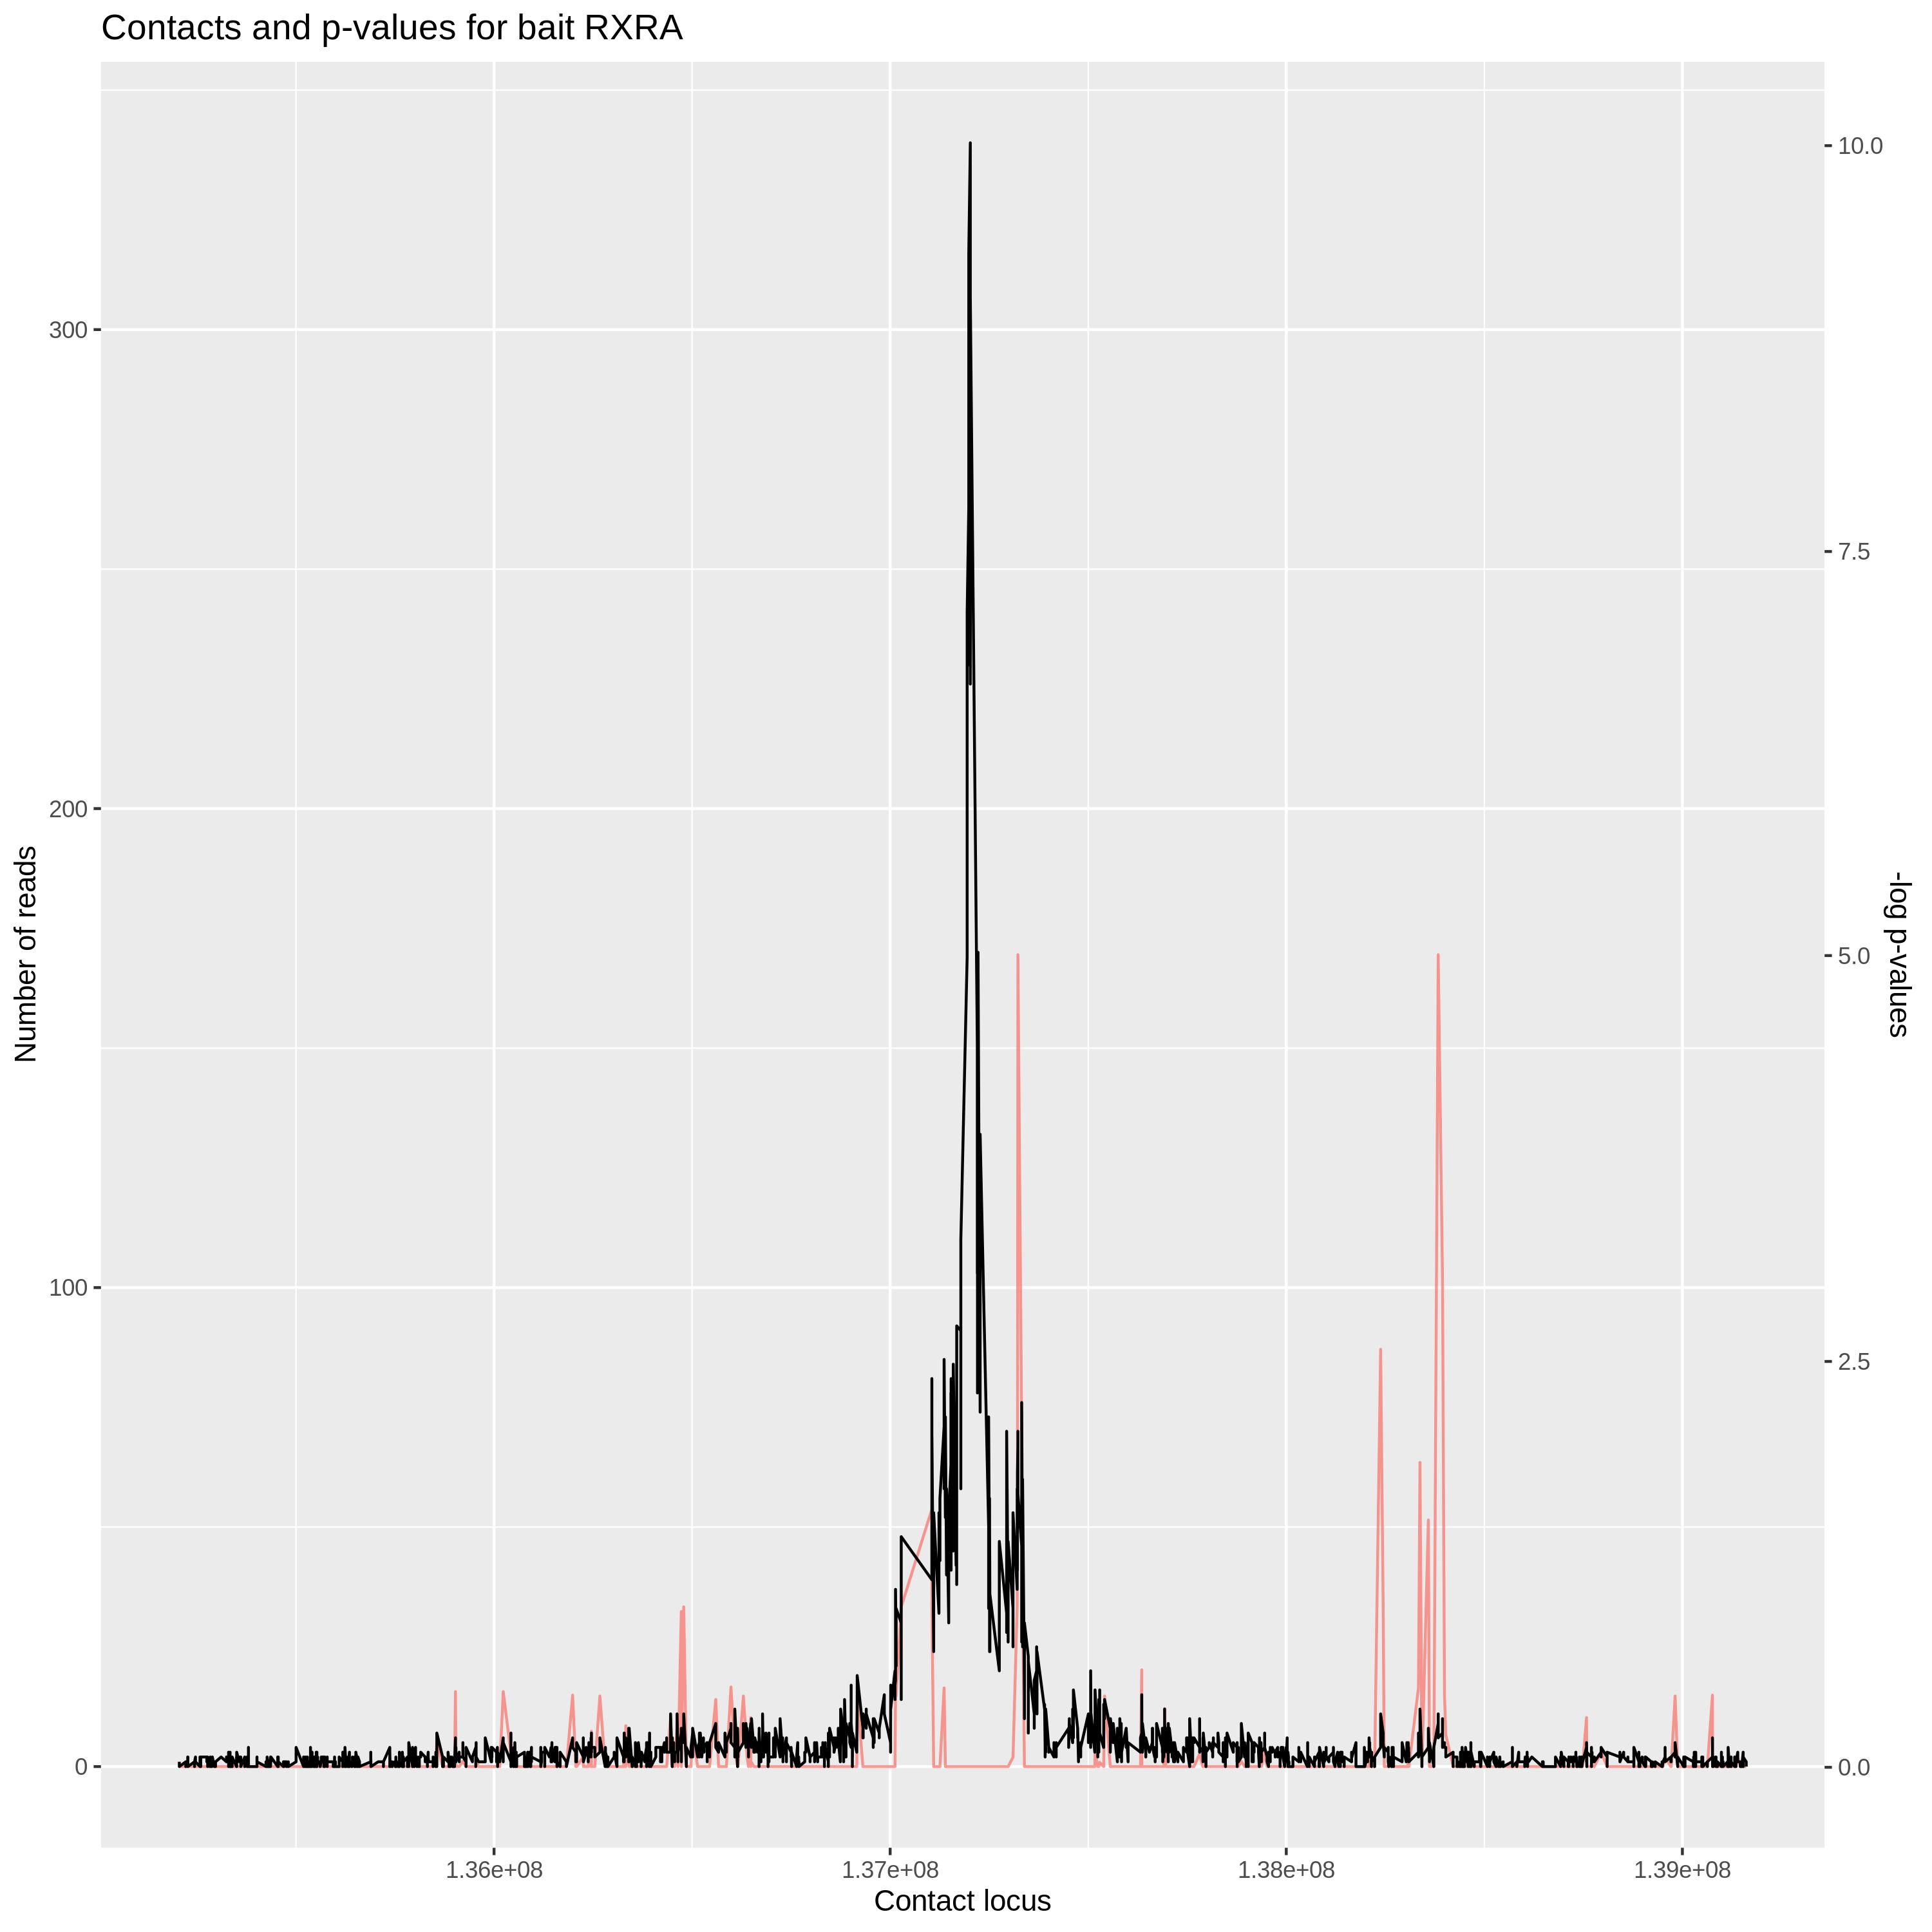 Contacts and p-values for bait RXRA
10.0
300
7.5
200
Number of reads
-log p-values
5.0
100
2.5
0
0.0
1.36e+08
1.37e+08
1.38e+08
1.39e+08
Contact locus